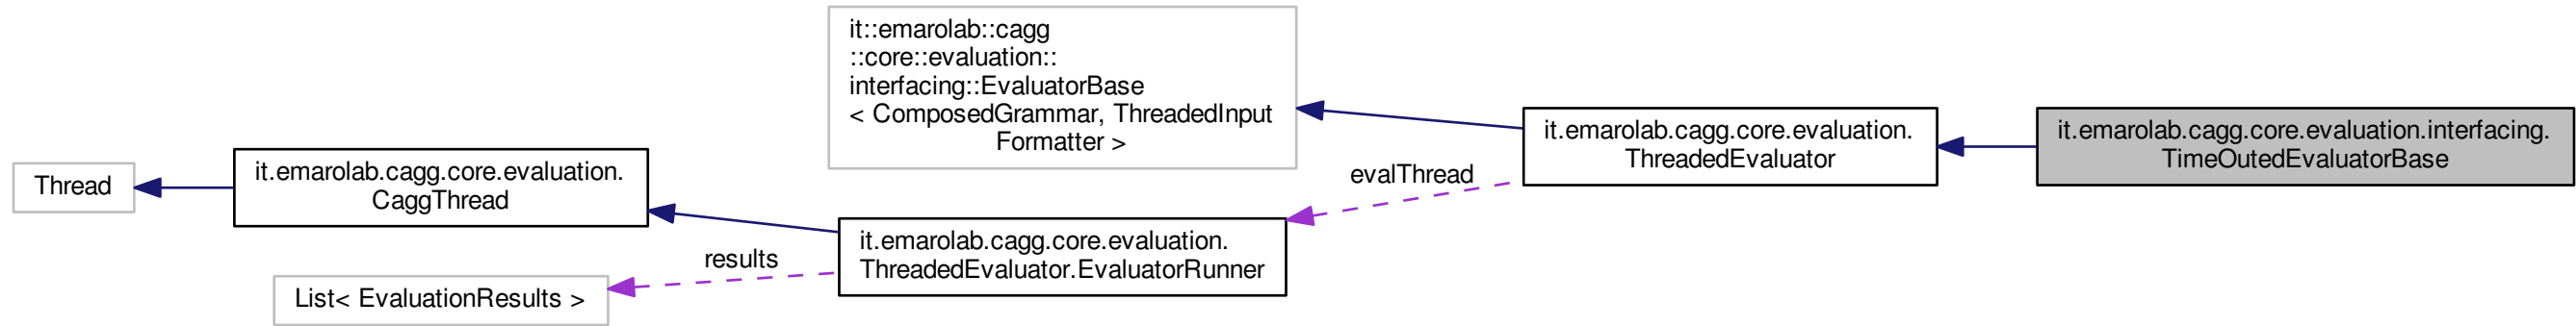 Thread
it.emarolab.cagg.core.evaluation.
CaggThread
List< EvaluationResults >
results
it::emarolab::cagg
::core::evaluation::
interfacing::EvaluatorBase
< ComposedGrammar, ThreadedInput
Formatter >
it.emarolab.cagg.core.evaluation.
ThreadedEvaluator.EvaluatorRunner
evalThread
it.emarolab.cagg.core.evaluation.
ThreadedEvaluator
it.emarolab.cagg.core.evaluation.interfacing.
TimeOutedEvaluatorBase